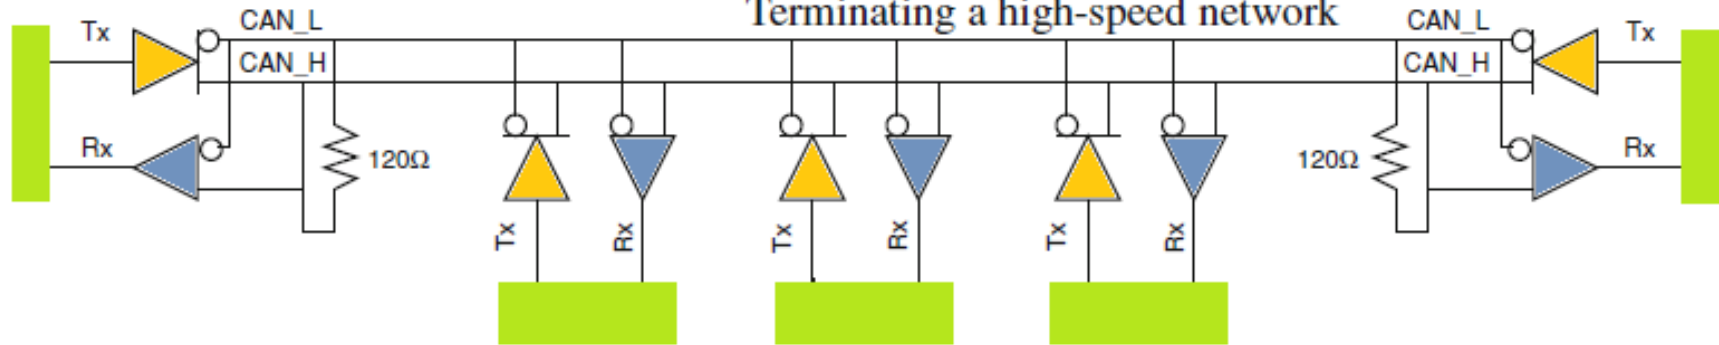 Terminating a high-speed network
Tx
CAN_L
CAN_L
Tx
CAN_H
CAN_H
Rx
120Ω
120Ω
Rx
Tx
Rx
Tx
Rx
Tx
Rx